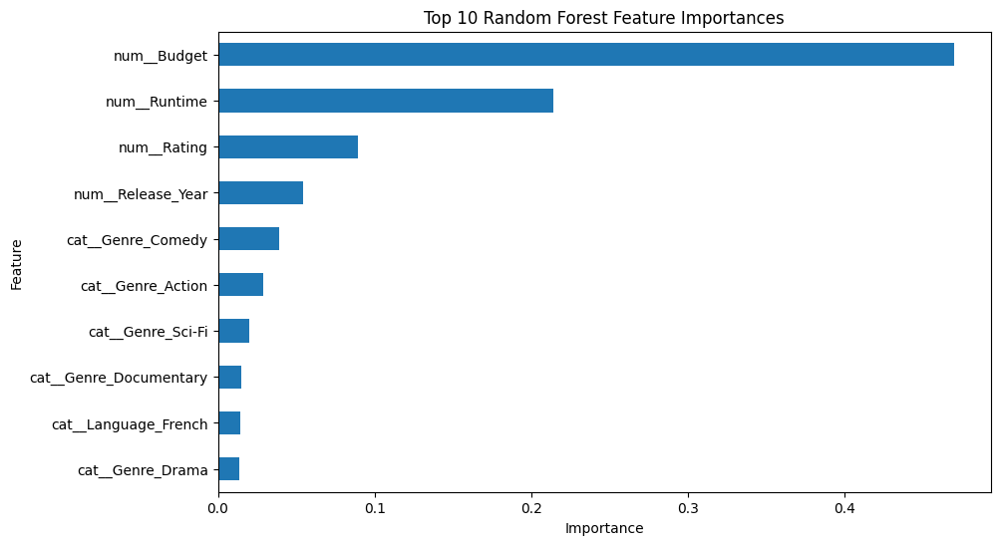 Top 10 Random Forest Feature Importances
num__Budget
num__Runtime
num__Rating
num__Release_Year
cat__Genre_Comedy
cat__Genre_Action
cat__Genre_Sci-Fi
cat__Genre_Documentary
cat__Language_French
cat__Genre_Drama
Feature
0.0 0.1 0.2 0.3 0.4
Importance